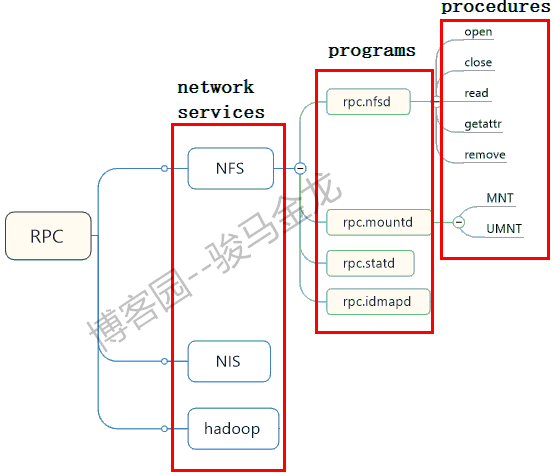 procedures
programs
network
services
RPC
NFS
NIS
hadoop
rpc.nfsd
rpc.mountd
rpc.statd
rpc.idmapd
open
close
read
getattr
remove
MNT
UMNT
博客园--骏马金龙